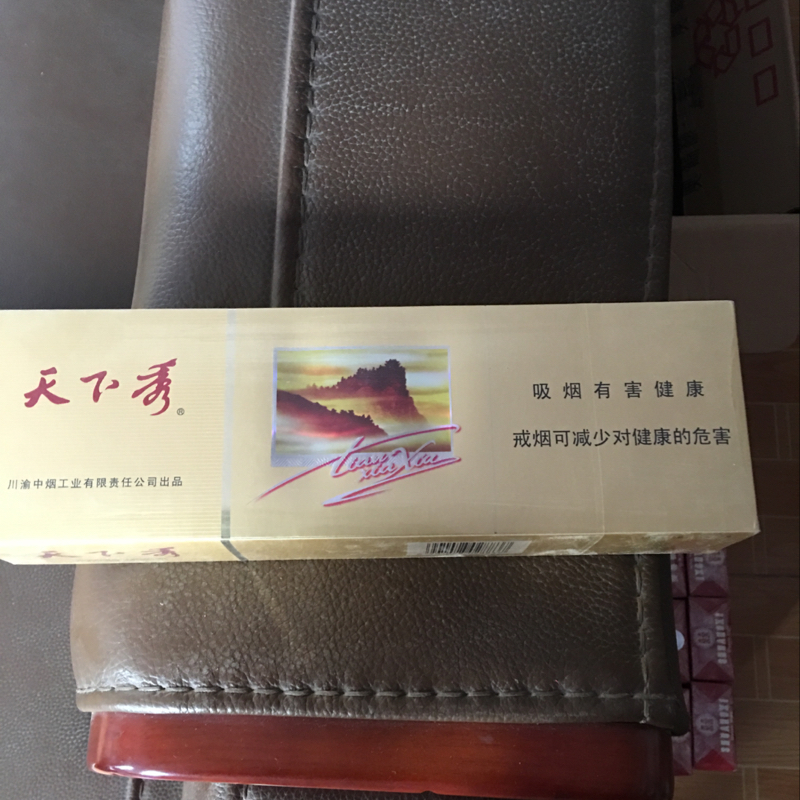 天下秀®
川渝中烟工业有限责任公司出品
Tian xia Xiu
吸烟有害健康
戒烟可减少对健康的危害
天下秀